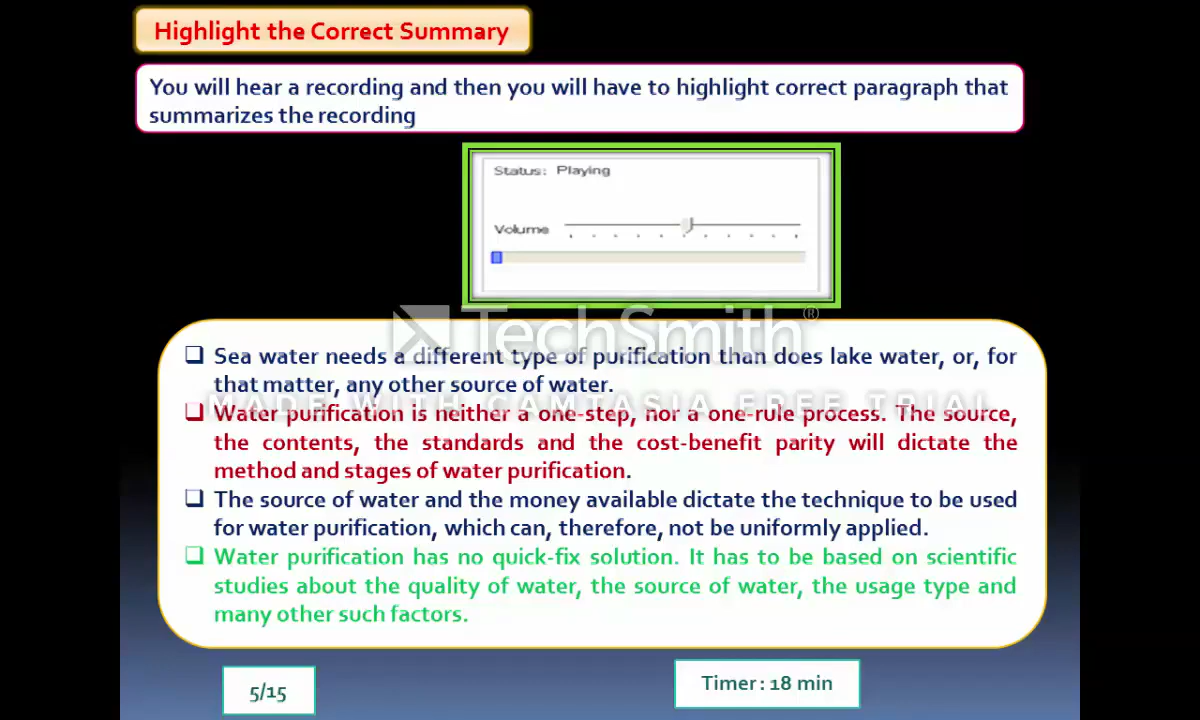 Highlight the Correct Summary
You will hear a recording and then you will have to highlight correct paragraph that
summarizes the recording
Status: Playing
Volume
TechSmith®
❑ Sea water needs a different type of purification than does lake water, or, for
that matter, any other source of water.
MADE WITH CAMTASIA FREE TRIAL
❑ Water purification is neither a one-step, nor a one-rule process. The source,
the contents, the standards and the cost-benefit parity will dictate the
method and stages of water purification.
❑ The source of water and the money available dictate the technique to be used
for water purification, which can, therefore, not be uniformly applied.
❑ Water purification has no quick-fix solution. It has to be based on scientific
studies about the quality of water, the source of water, the usage type and
many other such factors.
5/15
Timer : 18 min